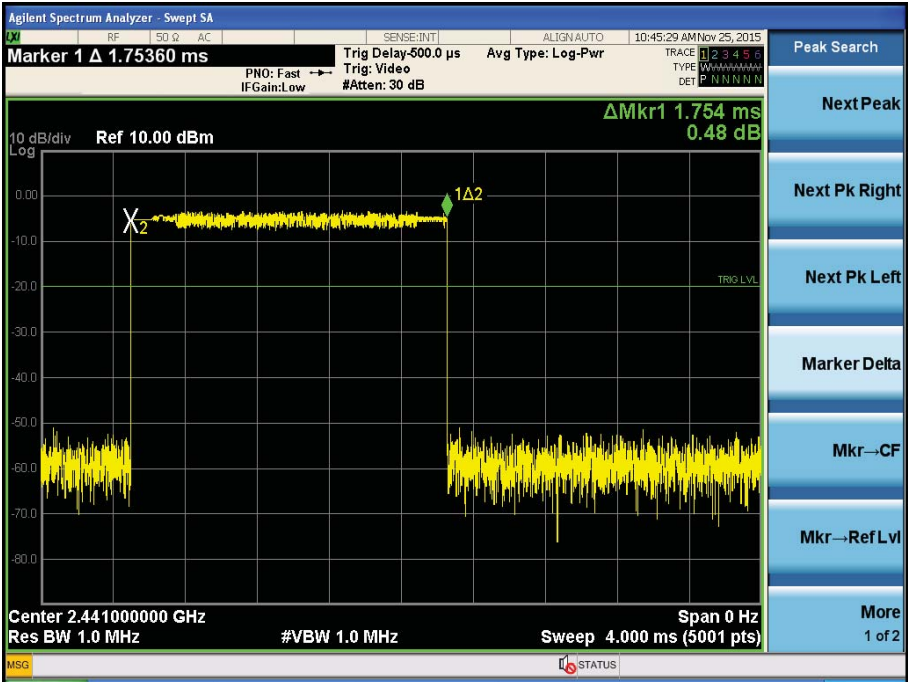 Agilent Spectrum Analyzer - Swept SA
LXI RF 50 Ω AC SENSE:INT ALIGN AUTO 10:45:29 AM Nov 25, 2015
Marker 1 Δ 1.75360 ms
Trig Delay-500.0 µs Avg Type: Log-Pwr TRACE 1 2 3 4 5 6
PNO: Fast Trig: Video TYPE WWWWWW
IFGain:Low #Atten: 30 dB DET P N N N N N
Peak Search
Next Peak
Next Pk Right
Next Pk Left
Marker Delta
Mkr→CF
Mkr→Ref Lvl
More
1 of 2
ΔMkr1 1.754 ms
0.48 dB
10 dB/div Ref 10.00 dBm
Log
0.00
-10.0
-20.0
-30.0
-40.0
-50.0
-60.0
-70.0
-80.0
X2
1Δ2
TRIG LVL
Center 2.441000000 GHz Span 0 Hz
Res BW 1.0 MHz #VBW 1.0 MHz Sweep 4.000 ms (5001 pts)
MSG STATUS